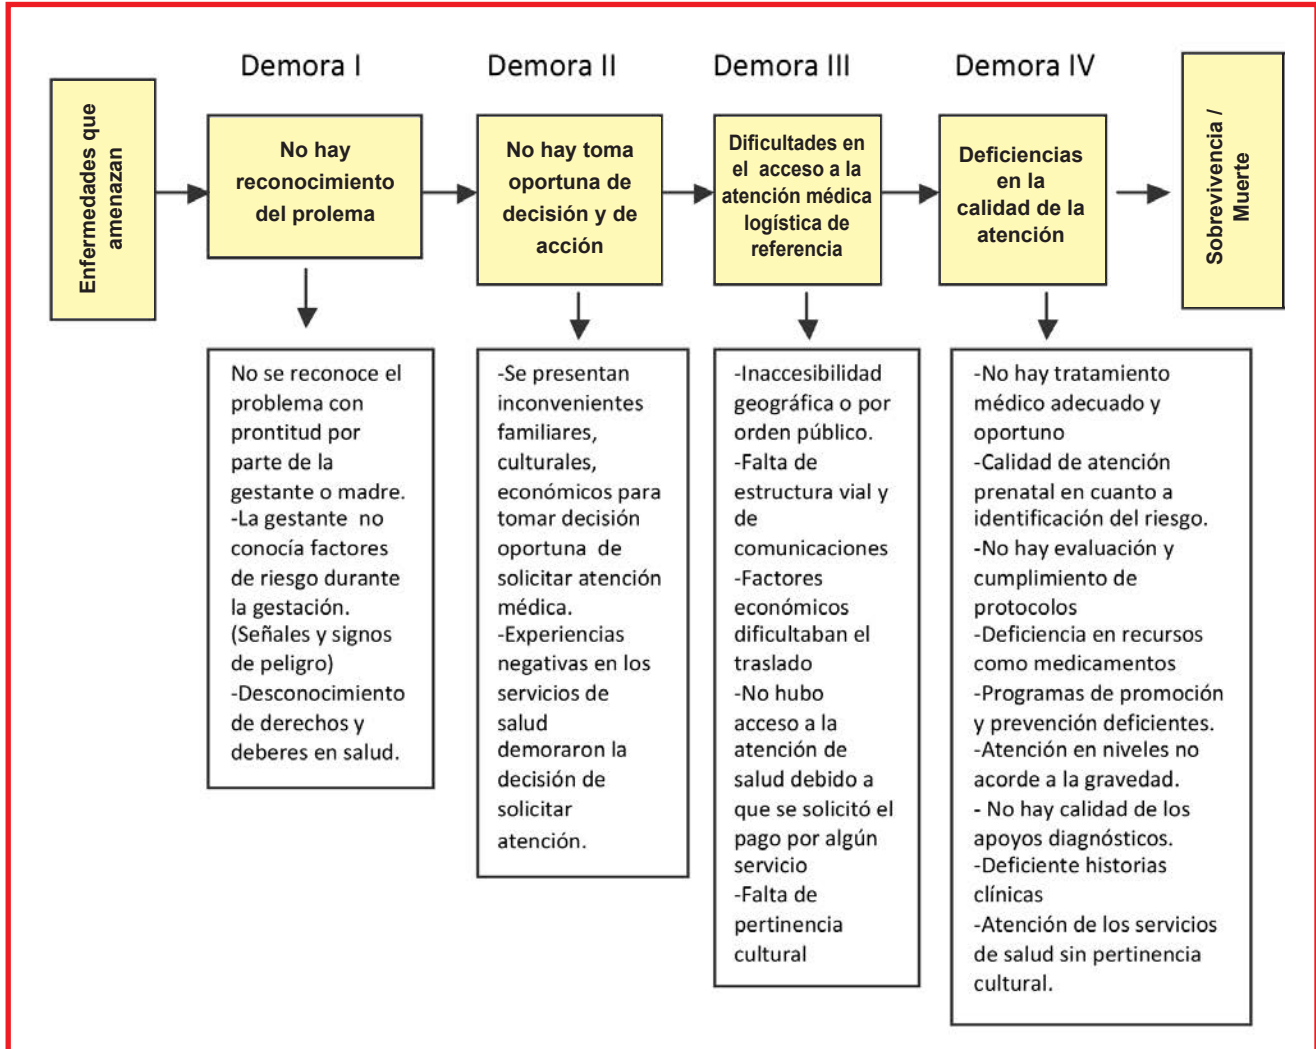 Demora I
Demora II
Demora III
Demora IV
Enfermedades que
amenazan
No hay
reconocimiento
del prolema
No hay toma
oportuna de
decisión y de
acción
Dificultades en
el acceso a la
atención médica
logística de
referencia
Deficiencias
en la
calidad de la
atención
Sobrevivencia /
Muerte
No se reconoce el
problema con
prontitud por
parte de la
gestante o madre.
-La gestante no
conocía factores
de riesgo durante
la gestación.
(Señales y signos
de peligro)
-Desconocimiento
de derechos y
deberes en salud.
-Se presentan
inconvenientes
familiares,
culturales,
económicos para
tomar decisión
oportuna de
solicitar atención
médica.
-Experiencias
negativas en los
servicios de
salud
demoraron la
decisión de
solicitar
atención.
-Inaccesibilidad
geográfica o por
orden público.
-Falta de
estructura vial y
de
comunicaciones
-Factores
económicos
dificultaban el
traslado
-No hubo
acceso a la
atención de
salud debido a
que se solicitó el
pago por algún
servicio
-Falta de
pertinencia
cultural
-No hay tratamiento
médico adecuado y
oportuno
-Calidad de atención
prenatal en cuanto a
identificación del riesgo.
-No hay evaluación y
cumplimiento de
protocolos
-Deficiencia en recursos
como medicamentos
-Programas de promoción
y prevención deficientes.
-Atención en niveles no
acorde a la gravedad.
- No hay calidad de los
apoyos diagnósticos.
-Deficiente historias
clínicas
-Atención de los servicios
de salud sin pertinencia
cultural.